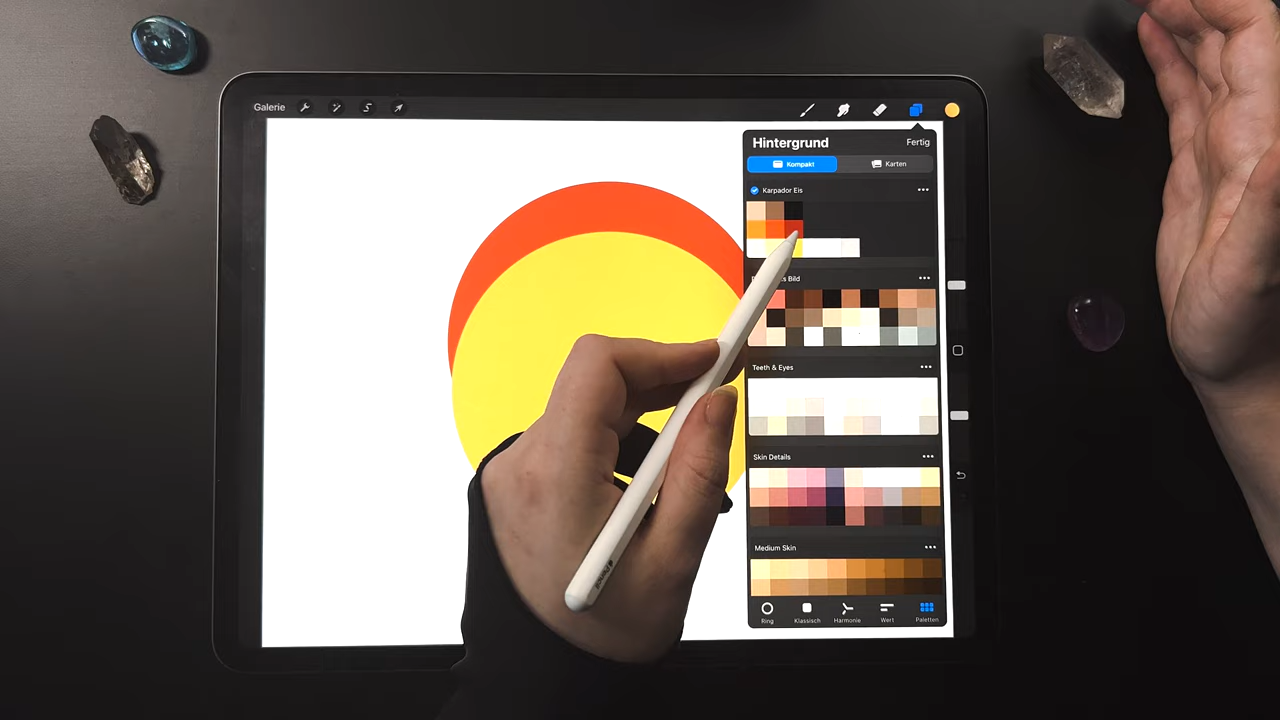 Galerie
Hintergrund
Fertig
Kompakt
Karten
Karpador Eis
Bild
Teeth & Eyes
Skin Details
Medium Skin
Ring
Klassisch
Harmonie
Wert
Paletten